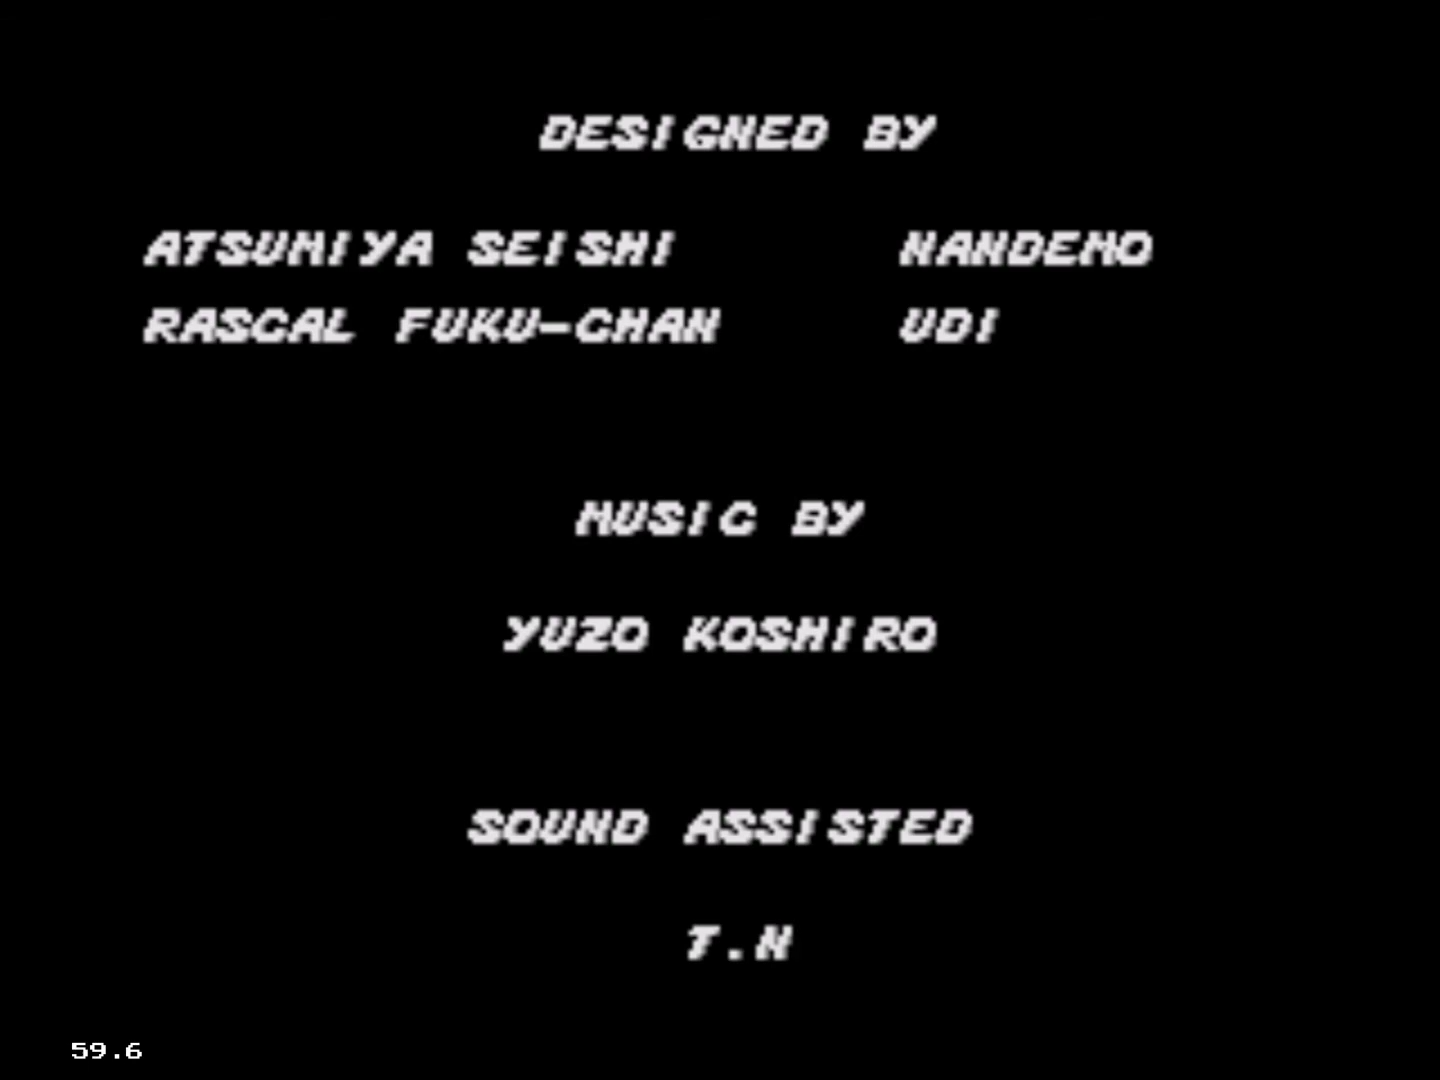 DESIGNED BY
ATSUMIYA SEISHI NANDEMO
RASCAL FUKU-CHAN UDI
MUSIC BY
YUZO KOSHIRO
SOUND ASSISTED
T.N
59.6